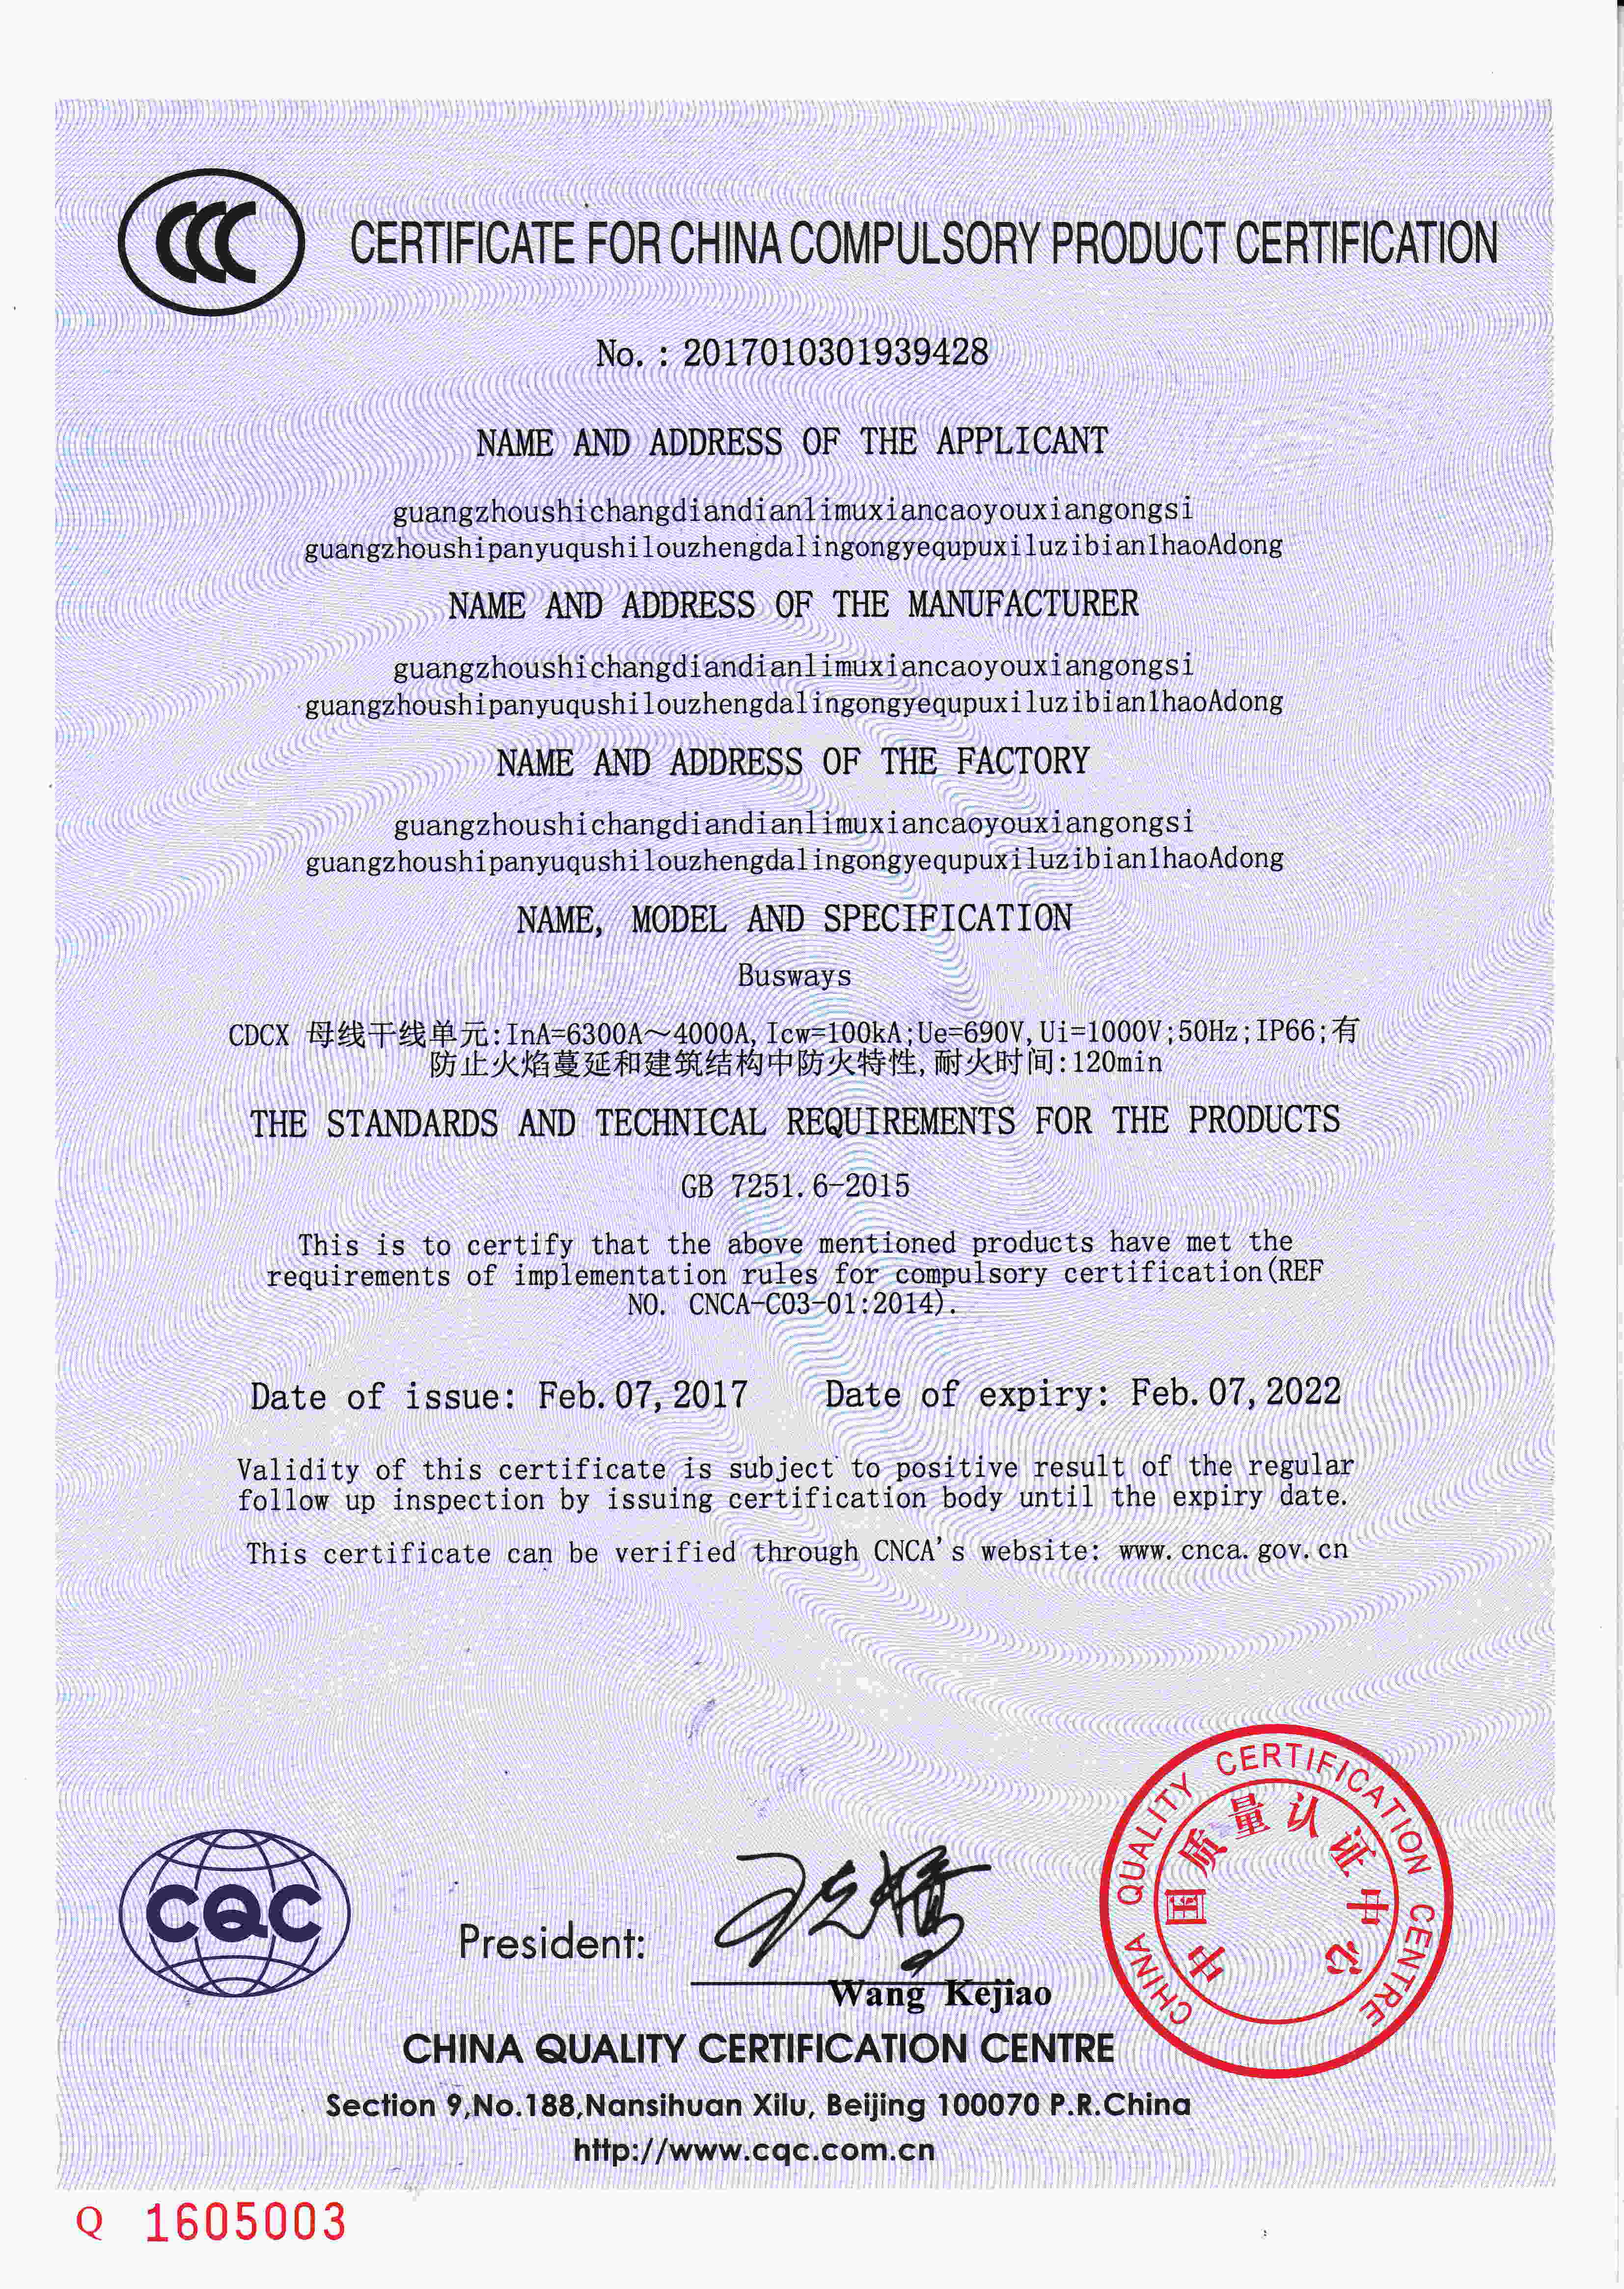 CCC
CERTIFICATE FOR CHINA COMPULSORY PRODUCT CERTIFICATION
No. : 2017010301939428
NAME AND ADDRESS OF THE APPLICANT
guangzhoushichangdiandianlimuxiancaoyouxiangongsi
guangzhoushipanyuqushilouzhengdalingongyequpuxiluzibian1haoAdong
NAME AND ADDRESS OF THE MANUFACTURER
guangzhoushichangdiandianlimuxiancaoyouxiangongsi
guangzhoushipanyuqushilouzhengdalingongyequpuxiluzibian1haoAdong
NAME AND ADDRESS OF THE FACTORY
guangzhoushichangdiandianlimuxiancaoyouxiangongsi
guangzhoushipanyuqushilouzhengdalingongyequpuxiluzibian1haoAdong
NAME, MODEL AND SPECIFICATION
Busways
CDCX 母线干线单元:InA=6300A～4000A,Icw=100kA;Ue=690V,Ui=1000V;50Hz;IP66;有
防止火焰蔓延和建筑结构中防火特性,耐火时间:120min
THE STANDARDS AND TECHNICAL REQUIREMENTS FOR THE PRODUCTS
GB 7251.6-2015
This is to certify that the above mentioned products have met the
requirements of implementation rules for compulsory certification(REF
NO. CNCA-C03-01:2014).
Date of issue: Feb.07,2017 Date of expiry: Feb.07,2022
Validity of this certificate is subject to positive result of the regular
follow up inspection by issuing certification body until the expiry date.
This certificate can be verified through CNCA's website: www.cnca.gov.cn
CHINA QUALITY CERTIFICATION CENTRE
中国质量认证中心
CQC
President: 王克娇
Wang Kejiao
CHINA QUALITY CERTIFICATION CENTRE
Section 9,No.188,Nansihuan Xilu, Beijing 100070 P.R.China
http://www.cqc.com.cn
Q 1605003